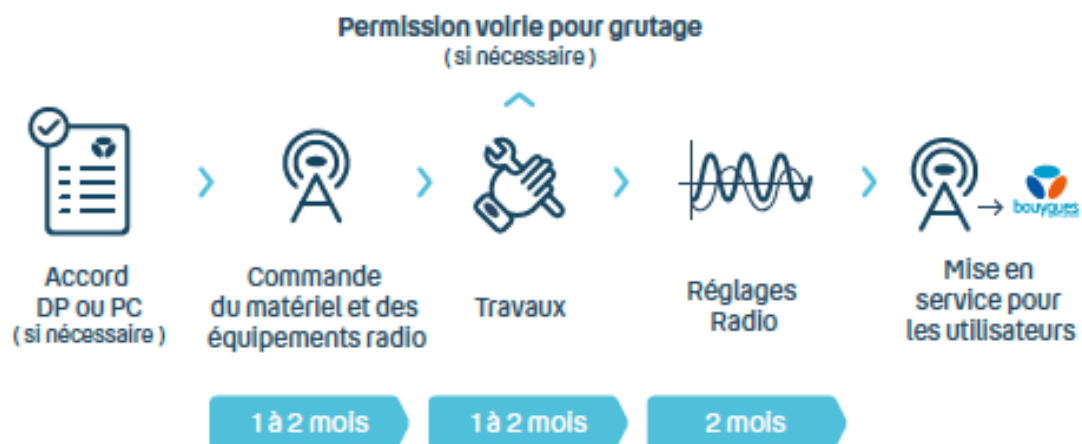 Permission voirie pour grutage
( si nécessaire )
Accord
DP ou PC
( si nécessaire )
Commande
du matériel et des
équipements radio
Travaux
Réglages
Radio
bouygues
Mise en
service pour
les utilisateurs
1 à 2 mois
1 à 2 mois
2 mois